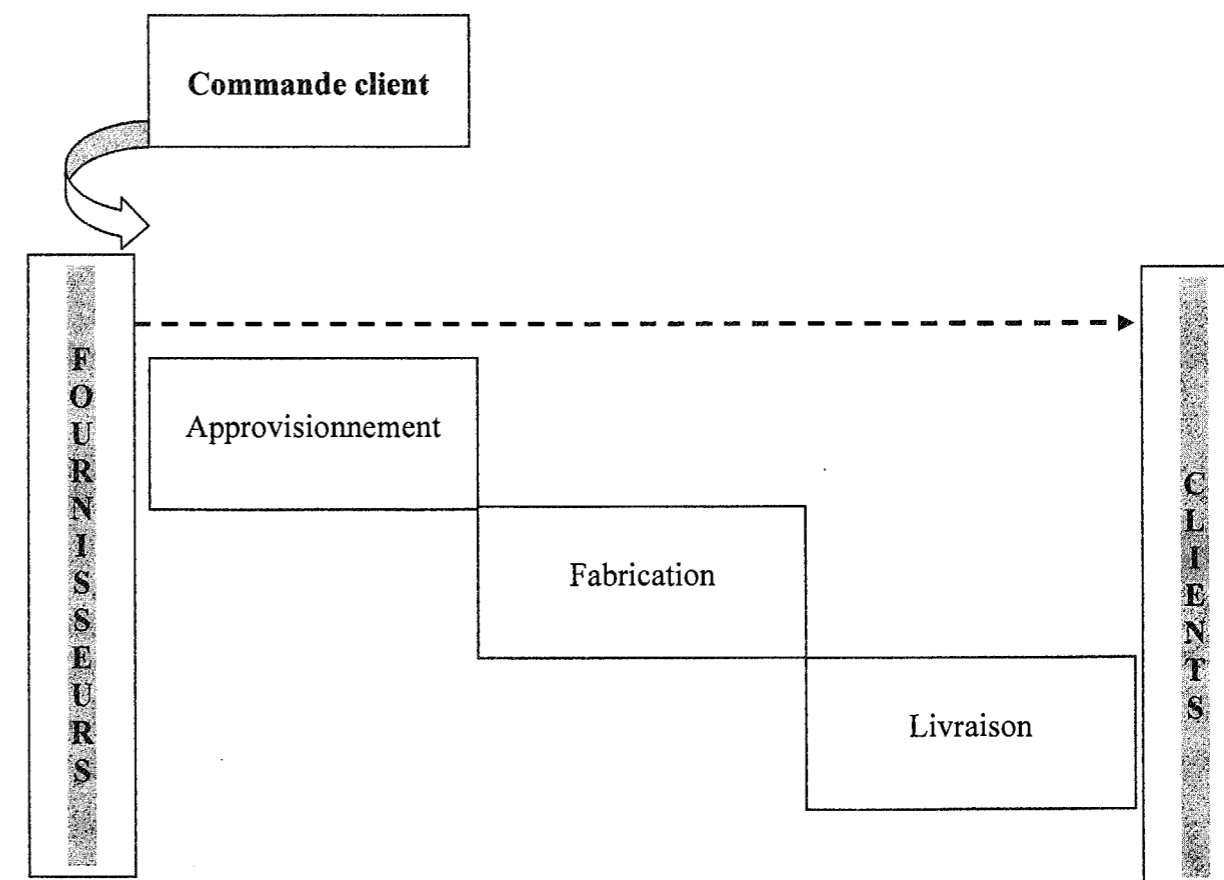 Commande client
FOURNISSEURS
Approvisionnement
Fabrication
Livraison
CLIENTS